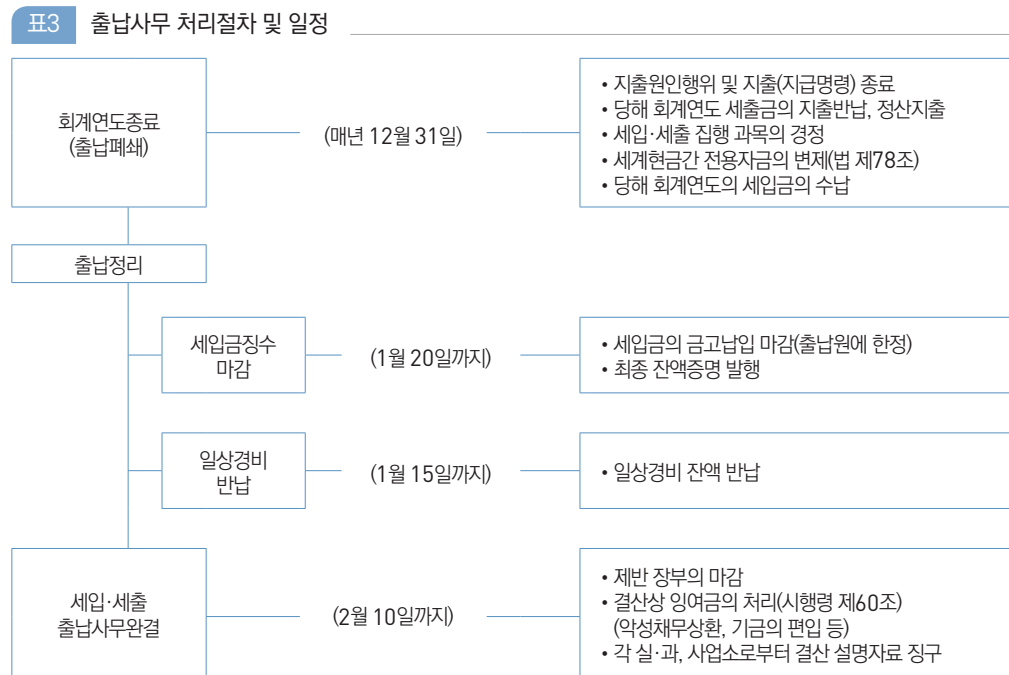 표3 출납사무 처리절차 및 일정
회계연도종료
(출납폐쇄)
(매년 12월 31일)
• 지출원인행위 및 지출(지급명령) 종료
• 당해 회계연도 세출금의 지출반납, 정산지출
• 세입·세출 집행 과목의 경정
• 세계현금간 전용자금의 변제(법 제78조)
• 당해 회계연도의 세입금의 수납
출납정리
세입금징수
마감
(1월 20일까지)
• 세입금의 금고납입 마감(출납원에 한정)
• 최종 잔액증명 발행
일상경비
반납
(1월 15일까지)
• 일상경비 잔액 반납
세입·세출
출납사무완결
(2월 10일까지)
• 제반 장부의 마감
• 결산상 잉여금의 처리(시행령 제60조)
(악성채무상환, 기금의 편입 등)
• 각 실·과, 사업소로부터 결산 설명자료 징구